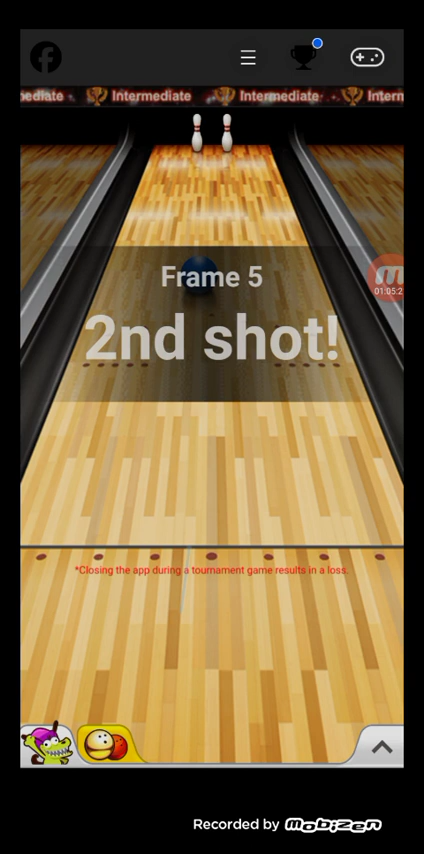 ediate Intermediate Intermediate Intern
Frame 5
2nd shot!
01:05:2
*Closing the app during a tournament game results in a loss.
Recorded by MOBIZEN